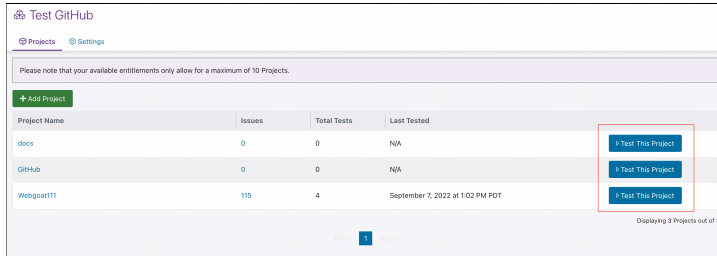 Test GitHub
Projects Settings
Please note that your available entitlements only allow for a maximum of 10 Projects.
+ Add Project
Project Name Issues Total Tests Last Tested
docs 0 0 N/A Test This Project
GitHub 0 0 N/A Test This Project
Webgoat111 115 4 September 7, 2022 at 1:02 PM PDT Test This Project
Displaying 3 Projects out of
PREV 1 NEXT